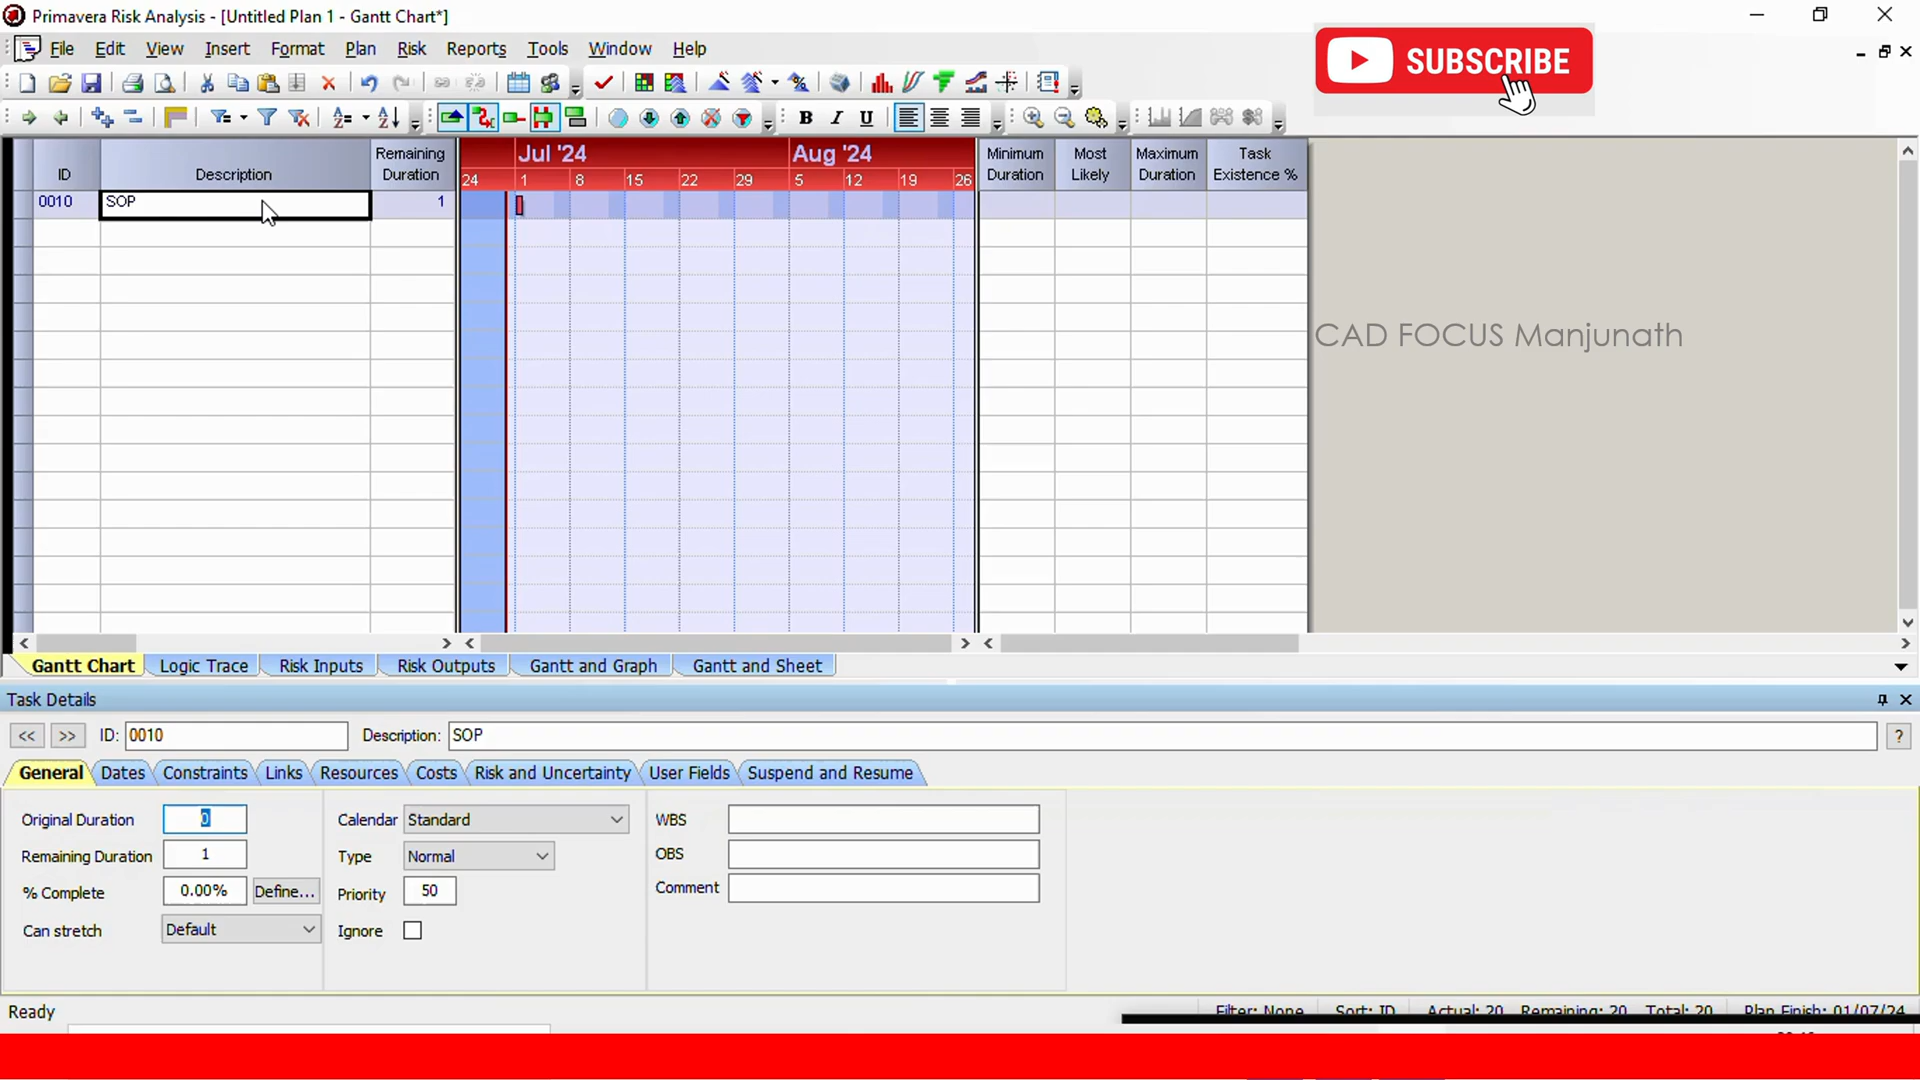 Primavera Risk Analysis - [Untitled Plan 1 - Gantt Chart*]
File Edit View Insert Format Plan Risk Reports Tools Window Help
SUBSCRIBE
ID Description Remaining Duration
Jul '24 Aug '24
24 1 8 15 22 29 5 12 19 26
Minimum Duration Most Likely Maximum Duration Task Existence %
0010 SOP 1
CAD FOCUS Manjunath
Gantt Chart Logic Trace Risk Inputs Risk Outputs Gantt and Graph Gantt and Sheet
Task Details
<< >> ID: 0010 Description: SOP ?
General Dates Constraints Links Resources Costs Risk and Uncertainty User Fields Suspend and Resume
Original Duration 0 Calendar Standard WBS
Remaining Duration 1 Type Normal OBS
% Complete 0.00% Define... Priority 50 Comment
Can stretch Default Ignore
Ready Filter: None Sort: ID Actual: 20 Remaining: 20 Total: 20 Plan Finish: 01/07/24